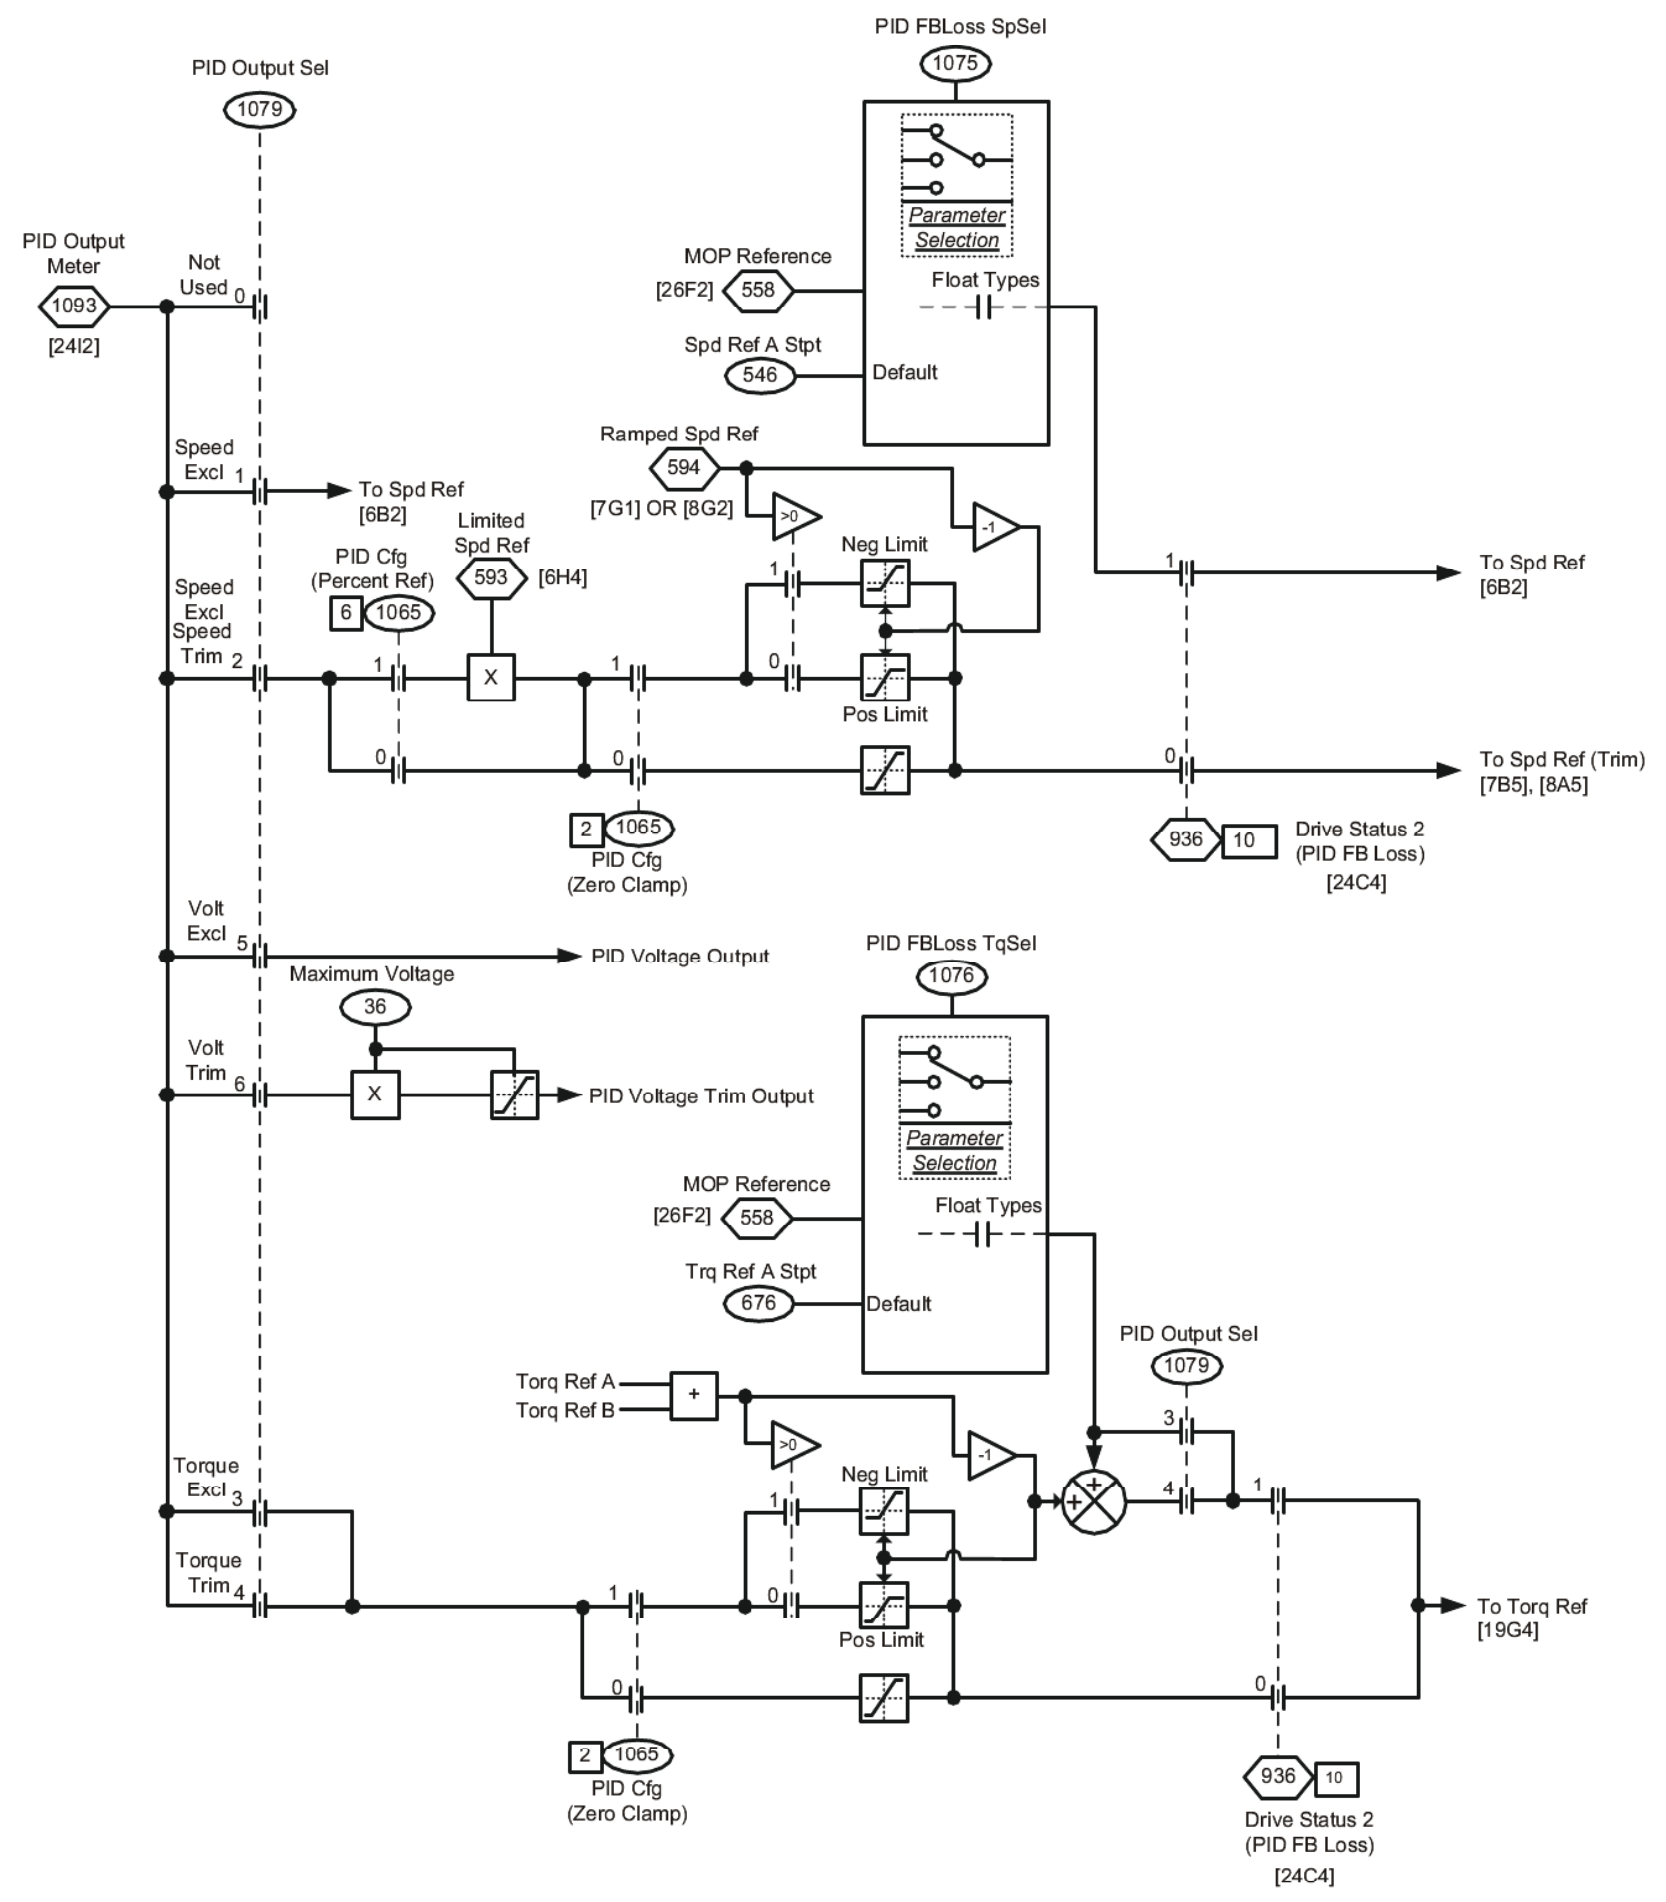 PID FBLoss SpSel
1075
PID Output Sel
1079
Parameter
Selection
PID Output
Meter
1093
[24I2]
Not
Used 0
MOP Reference
[26F2] 558
Float Types
Spd Ref A Stpt
546
Default
Ramped Spd Ref
594
[7G1] OR [8G2]
>0
-1
Speed
Excl 1
To Spd Ref
[6B2]
Limited
Spd Ref
593 [6H4]
PID Cfg
(Percent Ref)
6 1065
Neg Limit
1
1
To Spd Ref
[6B2]
Speed
Excl
Speed
Trim 2
1
X
1
0
Pos Limit
0
0
0
To Spd Ref (Trim)
[7B5], [8A5]
2 1065
PID Cfg
(Zero Clamp)
936 10
Drive Status 2
(PID FB Loss)
[24C4]
Volt
Excl 5
PID Voltage Output
Maximum Voltage
36
Volt
Trim 6
X
PID Voltage Trim Output
PID FBLoss TqSel
1076
Parameter
Selection
MOP Reference
[26F2] 558
Float Types
Trq Ref A Stpt
676
Default
PID Output Sel
1079
Torq Ref A
Torq Ref B
+
>0
-1
3
Torque
Excl 3
Neg Limit
1
+
+
4
1
Torque
Trim 4
1
0
Pos Limit
To Torq Ref
[19G4]
0
0
2 1065
PID Cfg
(Zero Clamp)
936 10
Drive Status 2
(PID FB Loss)
[24C4]